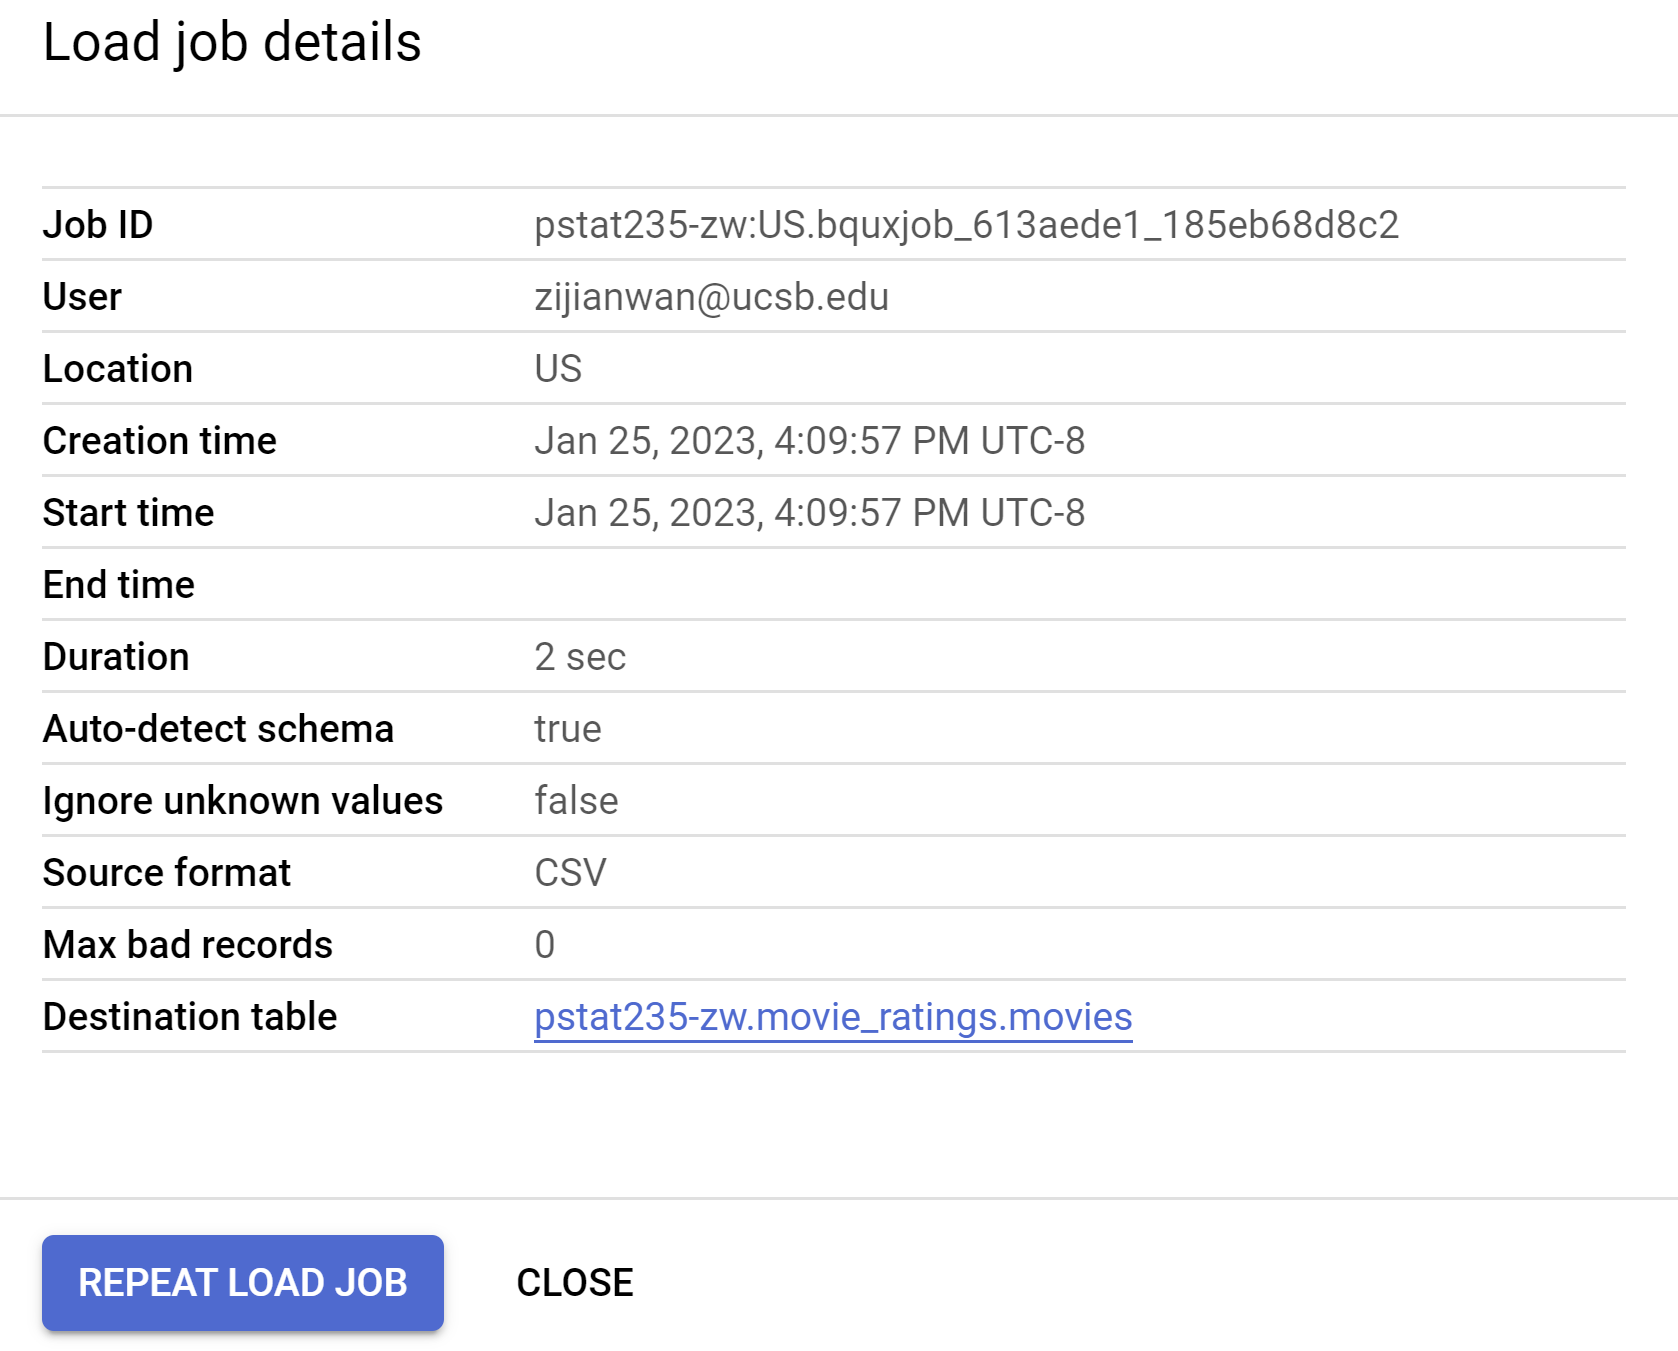 Load job details
Job ID pstat235-zw:US.bquxjob_613aede1_185eb68d8c2
User zijianwan@ucsb.edu
Location US
Creation time Jan 25, 2023, 4:09:57 PM UTC-8
Start time Jan 25, 2023, 4:09:57 PM UTC-8
End time
Duration 2 sec
Auto-detect schema true
Ignore unknown values false
Source format CSV
Max bad records 0
Destination table pstat235-zw.movie_ratings.movies
REPEAT LOAD JOB CLOSE